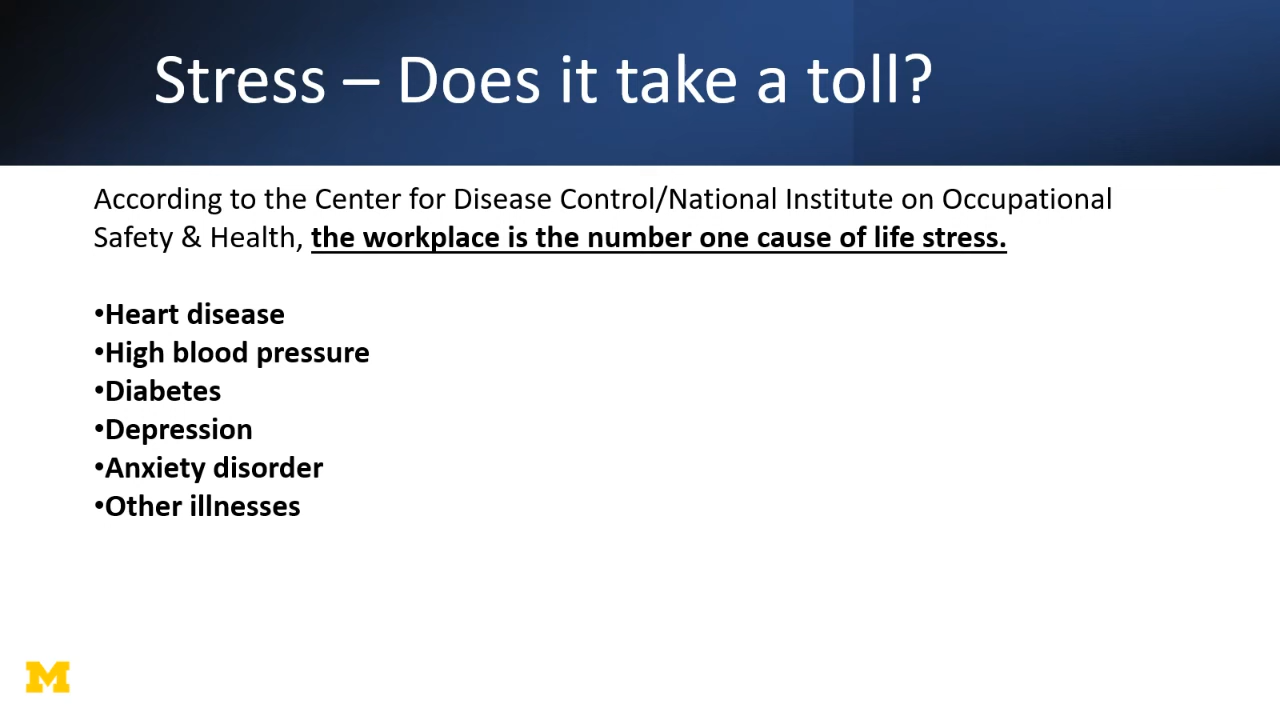 Stress – Does it take a toll?
According to the Center for Disease Control/National Institute on Occupational
Safety & Health, the workplace is the number one cause of life stress.
•Heart disease
•High blood pressure
•Diabetes
•Depression
•Anxiety disorder
•Other illnesses
M